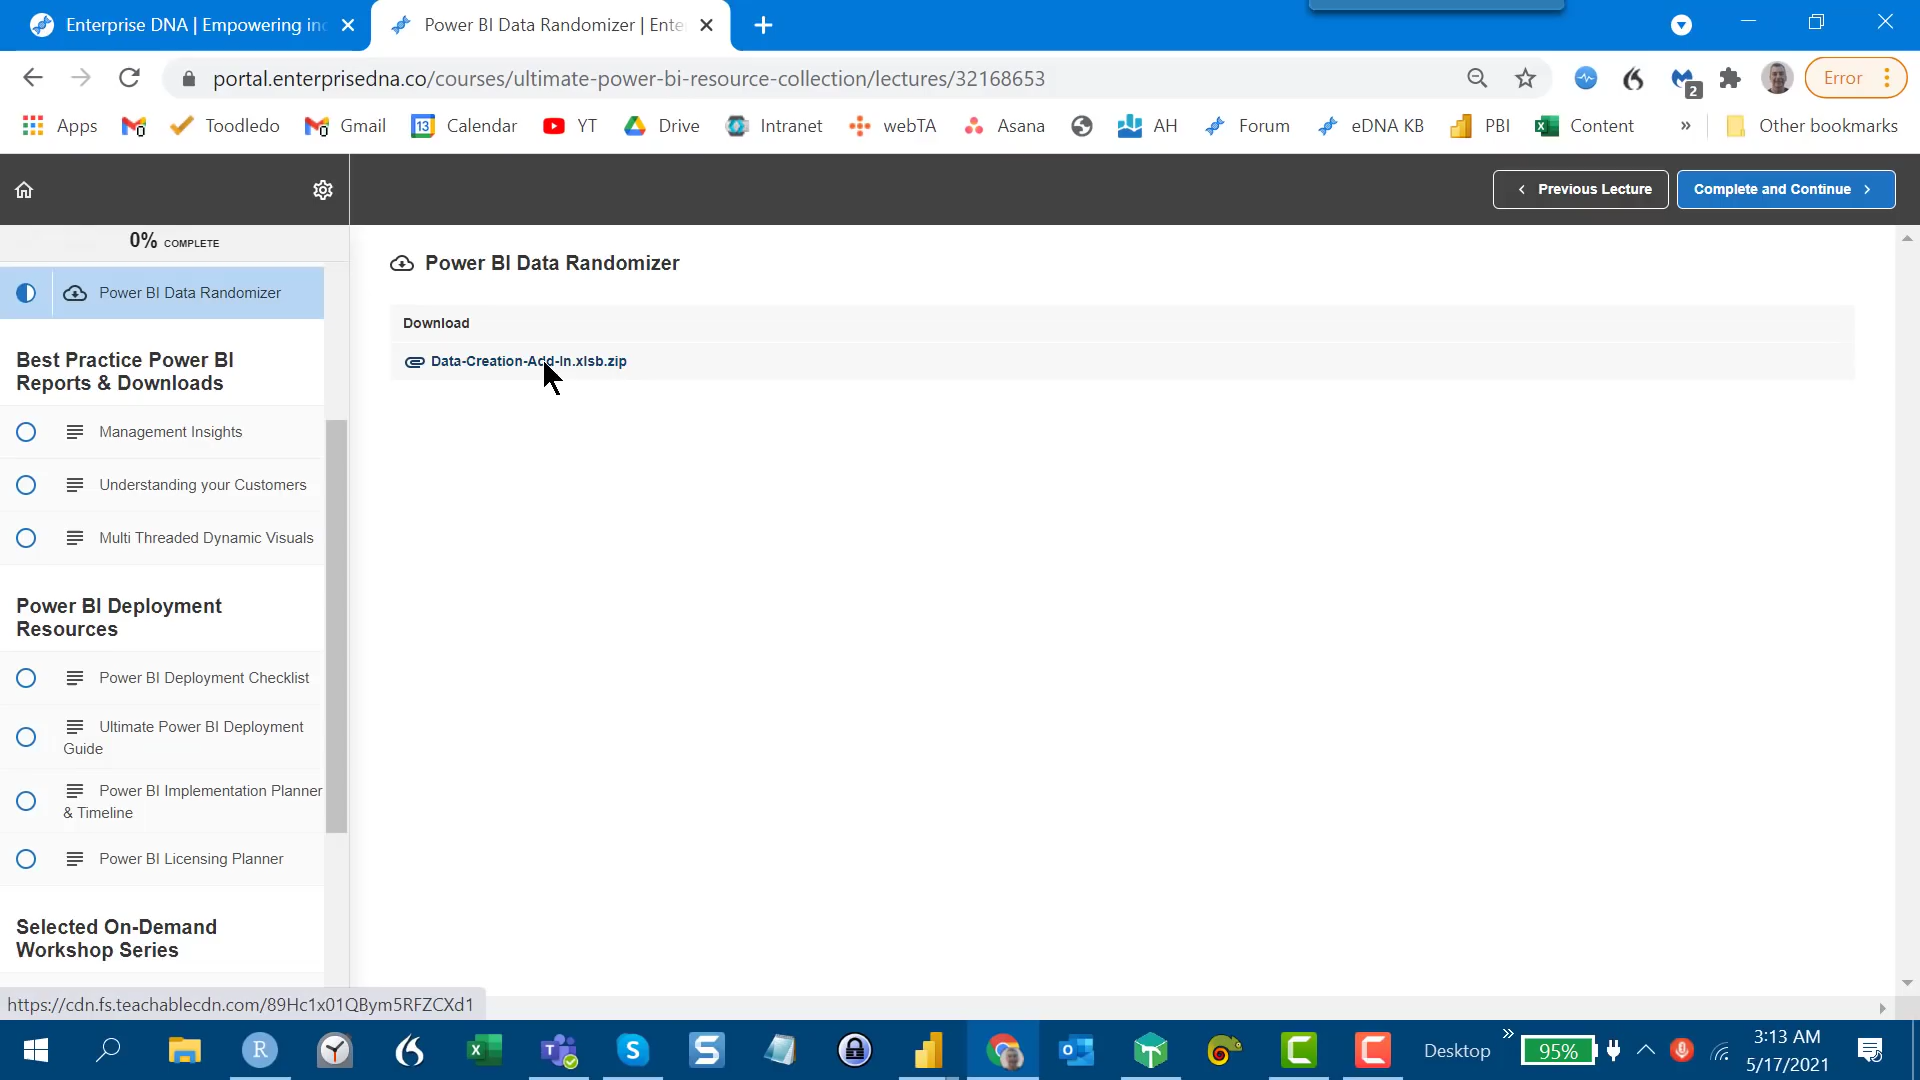 Enterprise DNA | Empowering in
Power BI Data Randomizer | Ente
portal.enterprisedna.co/courses/ultimate-power-bi-resource-collection/lectures/32168653
2
Error
Apps
Toodledo
Gmail
13
Calendar
YT
Drive
Intranet
webTA
Asana
AH
Forum
eDNA KB
PBI
Content
»
Other bookmarks
Previous Lecture
Complete and Continue
0% COMPLETE
Power BI Data Randomizer
Power BI Data Randomizer
Download
Data-Creation-Add-In.xlsb.zip
Best Practice Power BI
Reports & Downloads
Management Insights
Understanding your Customers
Multi Threaded Dynamic Visuals
Power BI Deployment
Resources
Power BI Deployment Checklist
Ultimate Power BI Deployment
Guide
Power BI Implementation Planner
& Timeline
Power BI Licensing Planner
Selected On-Demand
Workshop Series
https://cdn.fs.teachablecdn.com/89Hc1x01QBym5RFZCXd1
Desktop
»
95%
3:13 AM
5/17/2021